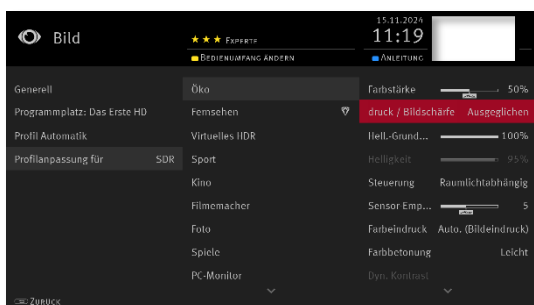 Bild
★★★ EXPERTE
BEDIENUMFANG ÄNDERN
15.11.2024
11:19
ANLEITUNG
Generell
Programmplatz: Das Erste HD
Profil Automatik
Profilanpassung für SDR
Öko
Fernsehen
Virtuelles HDR
Sport
Kino
Filmemacher
Foto
Spiele
PC-Monitor
Farbstärke 50%
druck / Bildschärfe Ausgeglichen
Hell.-Grund... 100%
Helligkeit 95%
Steuerung Raumlichtabhängig
Sensor Emp... 5
Farbeindruck Auto. (Bildeindruck)
Farbbetonung Leicht
Dyn. Kontrast
ZURÜCK